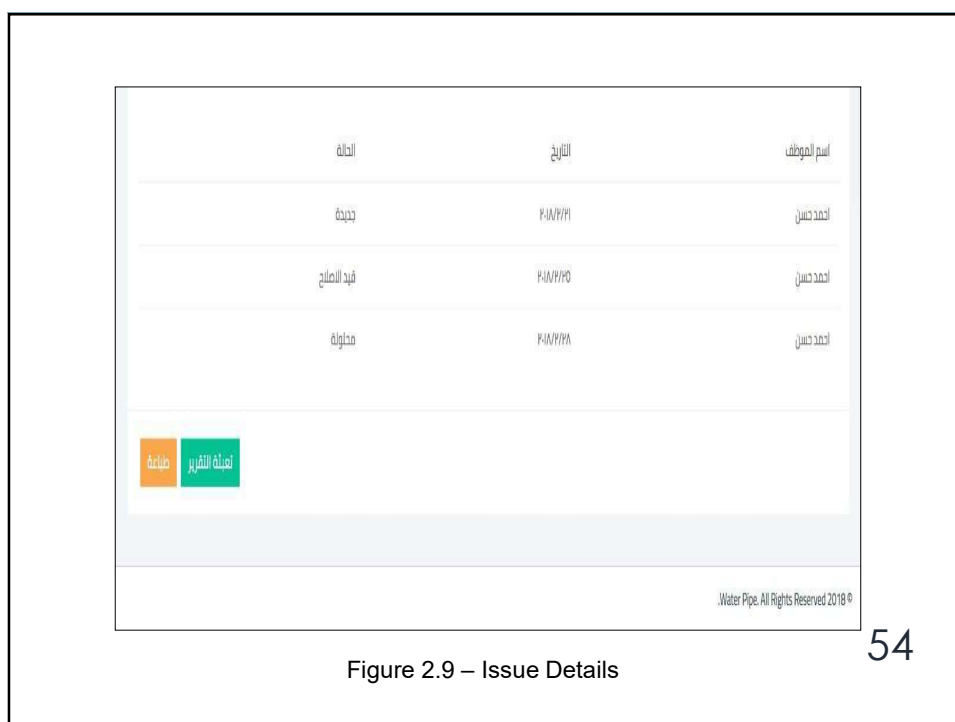 اسم الموظف التاريخ الحالة
احمد حسن ٢٠١٨/٢/٢١ جديدة
احمد حسن ٢٠١٨/٢/٢٥ قيد الاصلاح
احمد حسن ٢٠١٨/٢/٢٨ محلولة
تعبئة التقرير طباعة
.Water Pipe. All Rights Reserved 2018 ©
54
Figure 2.9 – Issue Details